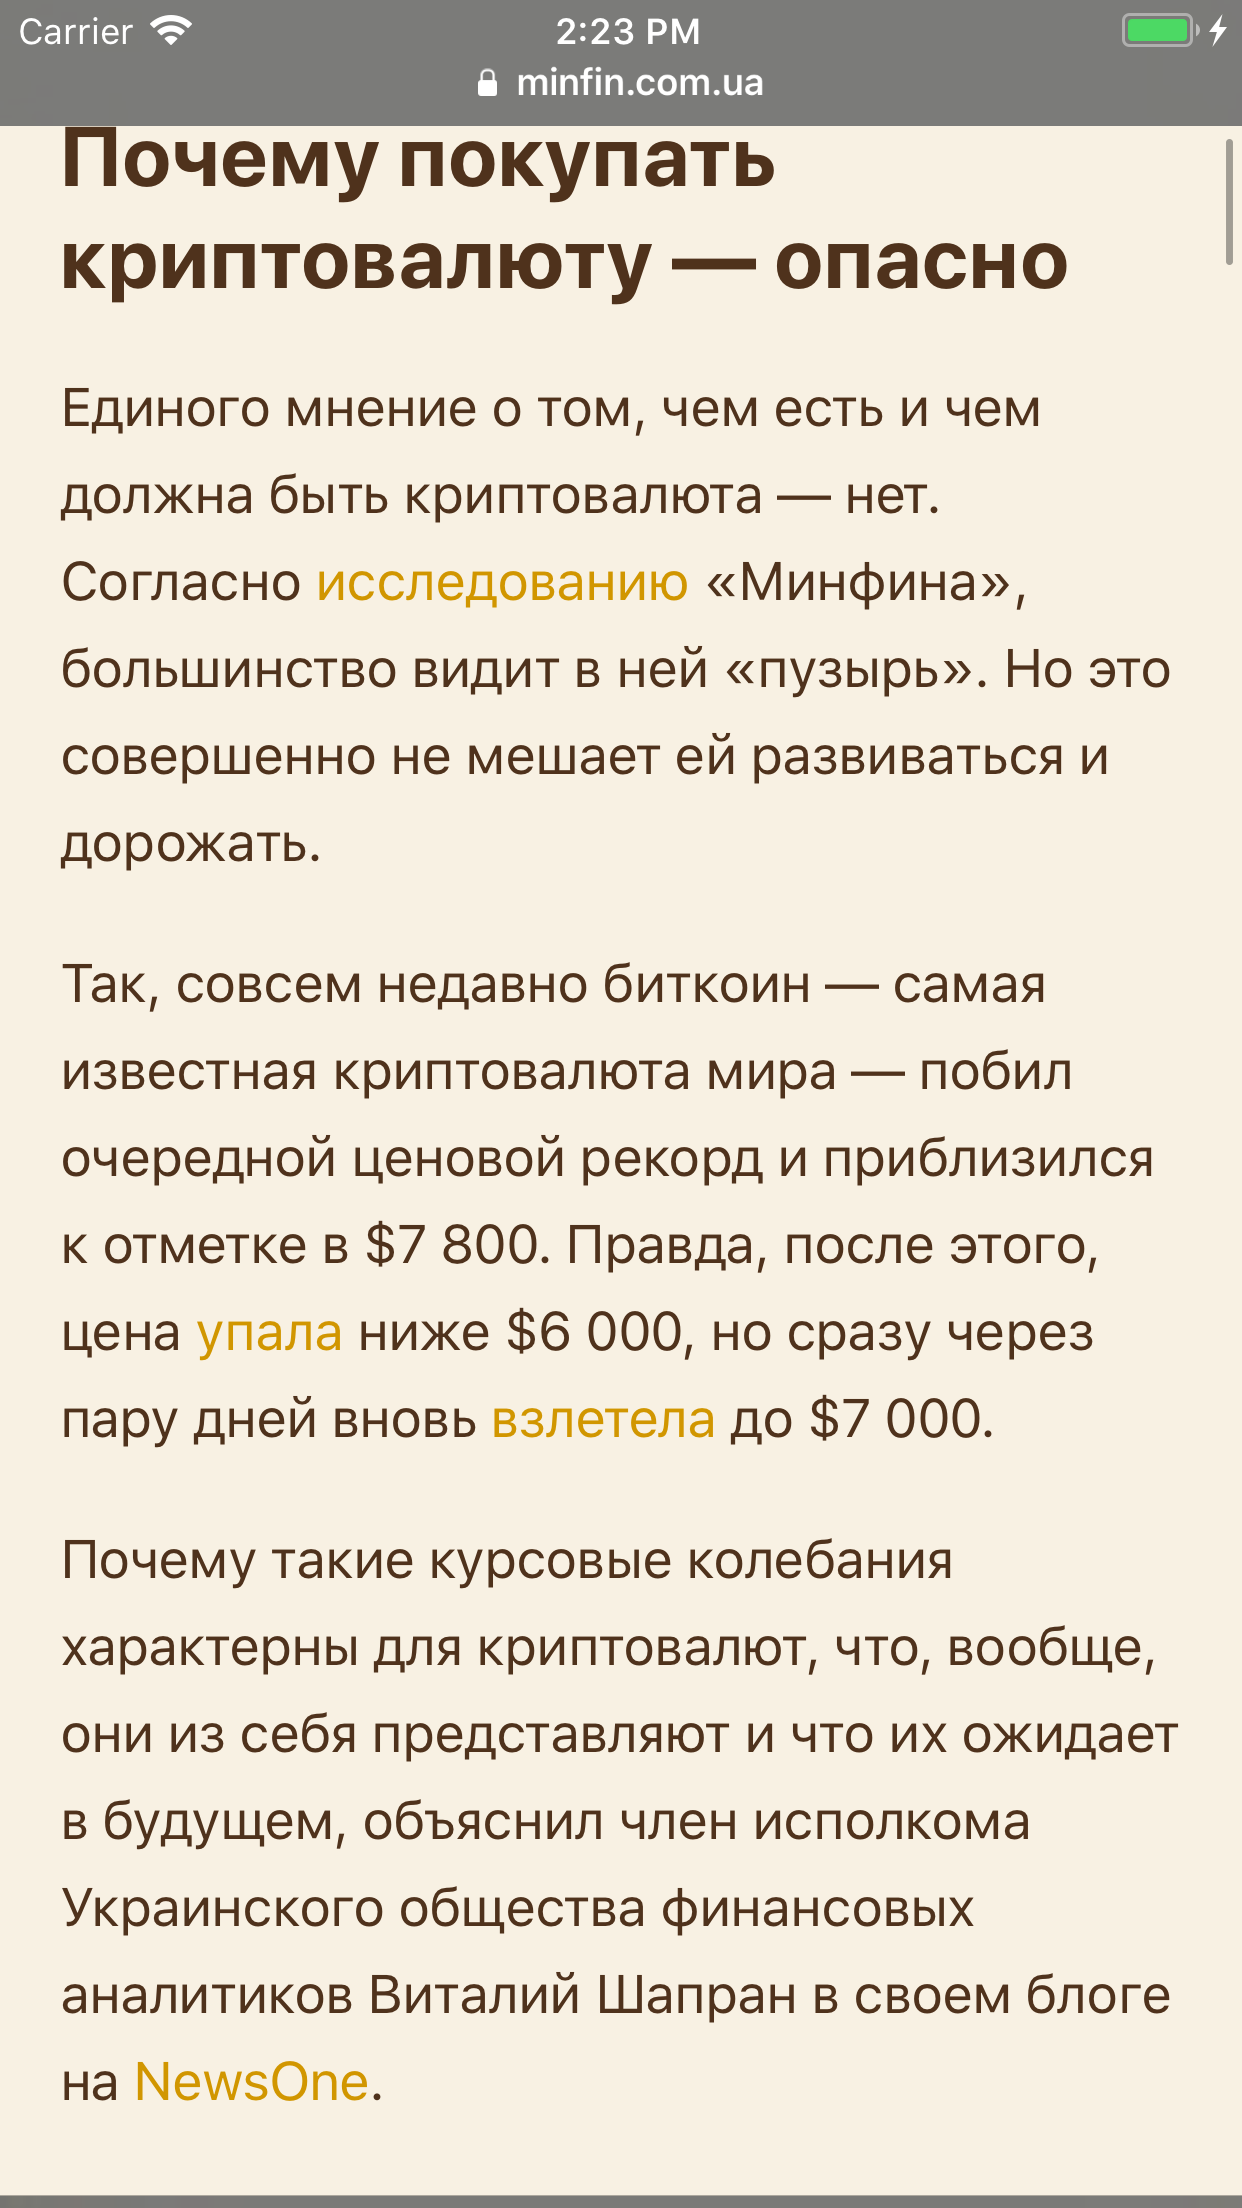 Carrier
2:23 PM
minfin.com.ua
Почему покупать
криптовалюту — опасно
Единого мнение о том, чем есть и чем
должна быть криптовалюта — нет.
Согласно исследованию «Минфина»,
большинство видит в ней «пузырь». Но это
совершенно не мешает ей развиваться и
дорожать.
Так, совсем недавно биткоин — самая
известная криптовалюта мира — побил
очередной ценовой рекорд и приблизился
к отметке в $7 800. Правда, после этого,
цена упала ниже $6 000, но сразу через
пару дней вновь взлетела до $7 000.
Почему такие курсовые колебания
характерны для криптовалют, что, вообще,
они из себя представляют и что их ожидает
в будущем, объяснил член исполкома
Украинского общества финансовых
аналитиков Виталий Шапран в своем блоге
на NewsOne.